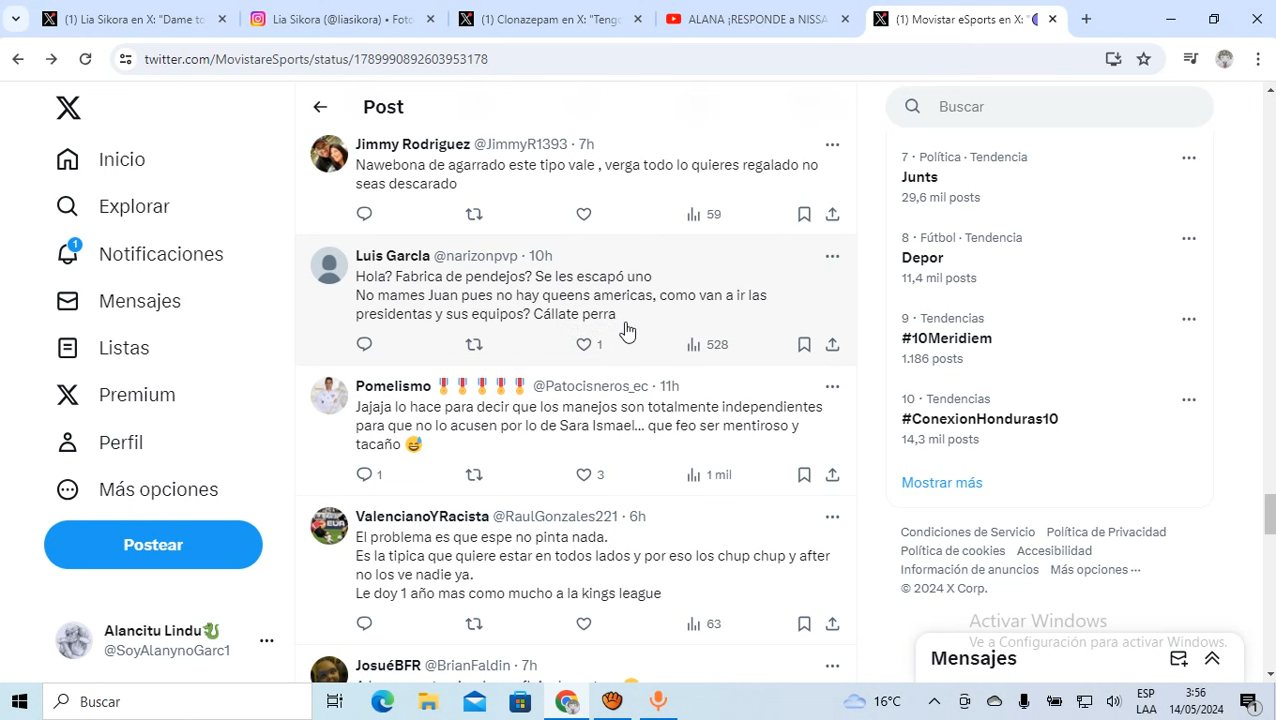 (1) Lia Sikora en X: "Dame to
Lia Sikora (@liasikora) • Foto
(1) Clonazepam en X: "Teng
ALANA ¡RESPONDE a NISSA
(1) Movistar eSports en X: "
twitter.com/MovistareSports/status/1789990892603953178
Post
Buscar
Inicio
Explorar
1
Notificaciones
Mensajes
Listas
Premium
Perfil
Más opciones
Postear
Alancitu Lindu
@SoyAlanynoGarc1
Jimmy Rodriguez @JimmyR1393 · 7h
Nawebona de agarrado este tipo vale , verga todo lo quieres regalado no
seas descarado
59
Luis GarcIa @narizonpvp · 10h
Hola? Fabrica de pendejos? Se les escapó uno
No mames Juan pues no hay queens americas, como van a ir las
presidentas y sus equipos? Cállate perra
1 528
Pomelismo 🎖🎖🎖🎖🎖 @Patocisneros_ec · 11h
Jajaja lo hace para decir que los manejos son totalmente independientes
para que no lo acusen por lo de Sara Ismael... que feo ser mentiroso y
tacaño 😅
1 3 1 mil
ValencianoYRacista @RaulGonzales221 · 6h
El problema es que espe no pinta nada.
Es la tipica que quiere estar en todos lados y por eso los chup chup y after
no los ve nadie ya.
Le doy 1 año mas como mucho a la kings league
63
JosuéBFR @BrianFaldin · 7h
7 · Política · Tendencia
Junts
29,6 mil posts
8 · Fútbol · Tendencia
Depor
11,4 mil posts
9 · Tendencias
#10Meridiem
1.186 posts
10 · Tendencias
#ConexionHonduras10
14,3 mil posts
Mostrar más
Condiciones de Servicio Política de Privacidad
Política de cookies Accesibilidad
Información de anuncios Más opciones ···
© 2024 X Corp.
Activar Windows
Ve a Configuración para activar Windows.
Mensajes
Buscar
16°C
ESP
LAA
3:56
14/05/2024
1